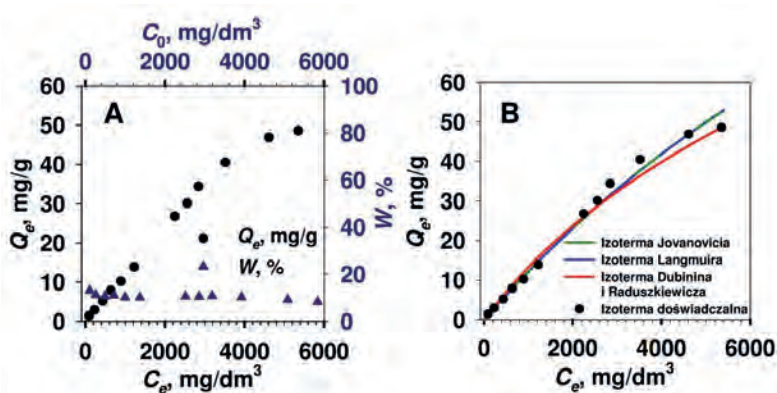 C₀, mg/dm³
0 2000 4000 6000
60 100
A
50 80
40 60
30
20 40
10 20
0 0
Qₑ, mg/g
W, %
Qₑ, mg/g
W, %
0 2000 4000 6000
Cₑ, mg/dm³
60
B
50
40
30
20
10
0
Qₑ, mg/g
Izoterma Jovanovicia
Izoterma Langmuira
Izoterma Dubinina
i Raduszkiewicza
Izoterma doświadczalna
0 2000 4000 6000
Cₑ, mg/dm³